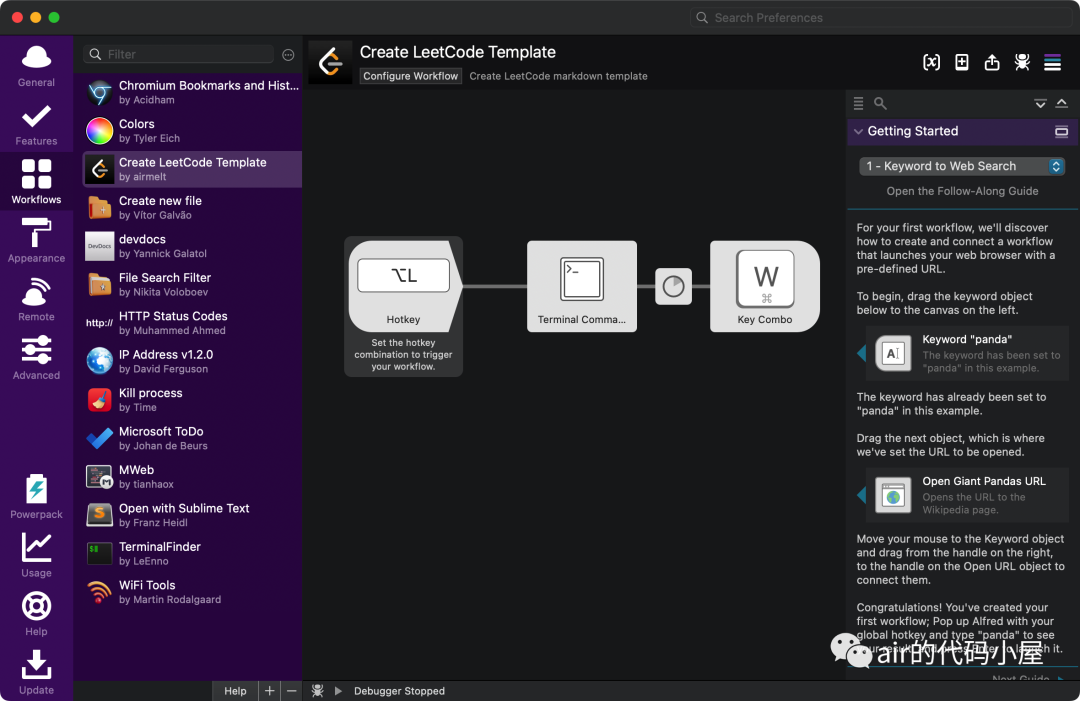 Search Preferences
General
Features
Workflows
Appearance
Remote
Advanced
Powerpack
Usage
Help
Update
Filter
Chromium Bookmarks and Hist...
by Acidham
Colors
by Tyler Eich
Create LeetCode Template
by airmelt
Create new file
by Vítor Galvão
DevDocs
devdocs
by Yannick Galatol
File Search Filter
by Nikita Voloboev
http://
HTTP Status Codes
by Muhammed Ahmed
IP Address v1.2.0
by David Ferguson
Kill process
by Time
Microsoft ToDo
by Johan de Beurs
MWeb
by tianhaox
Open with Sublime Text
by Franz Heidl
$$
TerminalFinder
by LeEnno
WiFi Tools
by Martin Rodalgaard
Help + −
Create LeetCode Template
Configure Workflow Create LeetCode markdown template
⌥L
Hotkey
Set the hotkey
combination to trigger
your workflow.
Terminal Comma...
W
⌘
Key Combo
Debugger Stopped
Getting Started
1 - Keyword to Web Search
Open the Follow-Along Guide
For your first workflow, we'll discover
how to create and connect a workflow
that launches your web browser with a
pre-defined URL.
To begin, drag the keyword object
below to the canvas on the left.
Keyword "panda"
The keyword has been set to
"panda" in this example.
The keyword has already been set to
"panda" in this example.
Drag the next object, which is where
we've set the URL to be opened.
Open Giant Pandas URL
Opens the URL to the
Wikipedia page.
Move your mouse to the Keyword object
and drag from the handle on the right,
to the handle on the Open URL object to
connect them.
Congratulations! You've created your
first workflow; Pop up Alfred with your
global hotkey and type "panda" to see
your result, and press Enter to launch it.
air的代码小屋
Next Guide